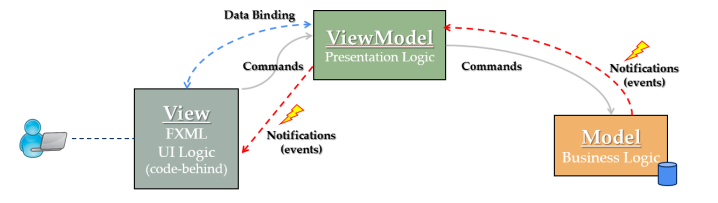 Data Binding
ViewModel
Presentation Logic
Commands
Commands
Notifications
(events)
View
FXML
UI Logic
(code-behind)
Notifications
(events)
Model
Business Logic